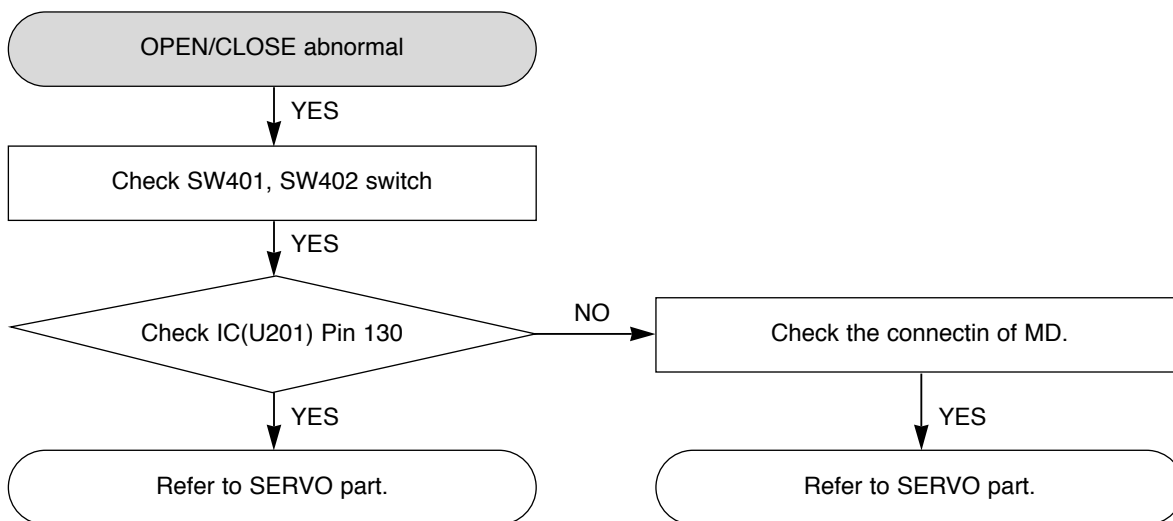 OPEN/CLOSE abnormal
YES
Check SW401, SW402 switch
YES
Check IC(U201) Pin 130
NO
Check the connectin of MD.
YES
YES
Refer to SERVO part.
Refer to SERVO part.